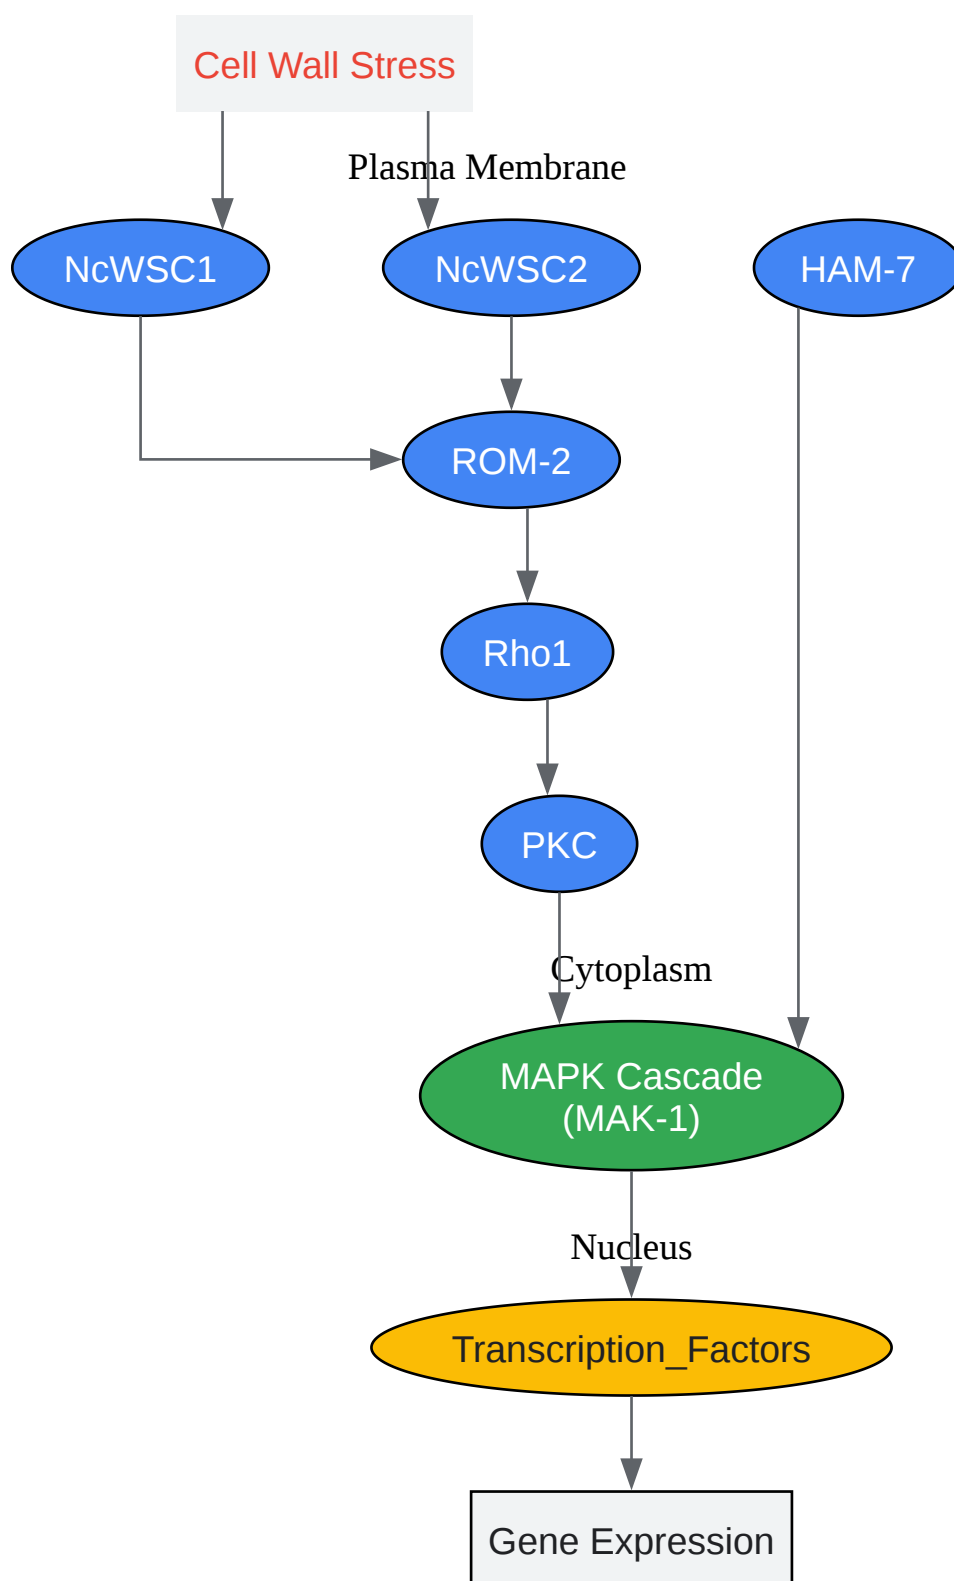 Cell Wall Stress
Plasma Membrane
NcWSC1
NcWSC2
HAM-7
ROM-2
Rho1
PKC
Cytoplasm
MAPK Cascade
(MAK-1)
Nucleus
Transcription_Factors
Gene Expression